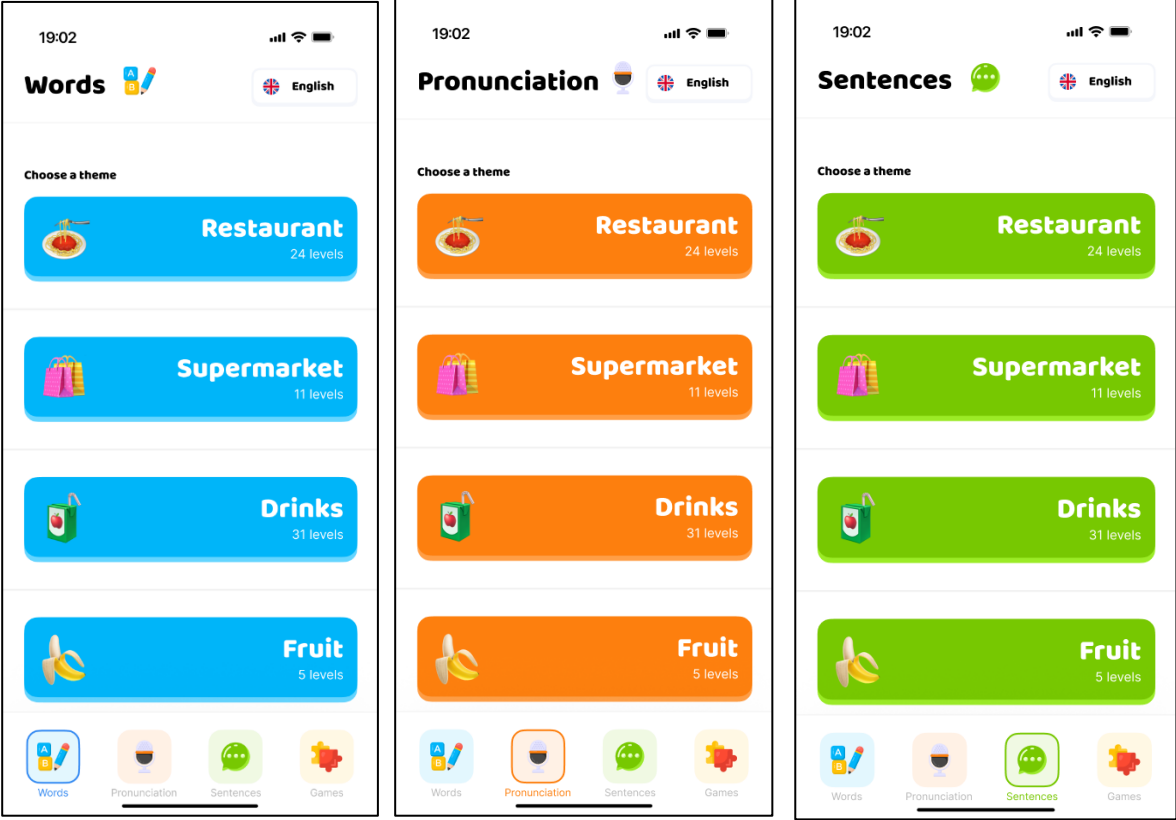 19:02
Words
English
Choose a theme
Restaurant
24 levels
Supermarket
11 levels
Drinks
31 levels
Fruit
5 levels
Words Pronunciation Sentences Games
19:02
Pronunciation
English
Choose a theme
Restaurant
24 levels
Supermarket
11 levels
Drinks
31 levels
Fruit
5 levels
Words Pronunciation Sentences Games
19:02
Sentences
English
Choose a theme
Restaurant
24 levels
Supermarket
11 levels
Drinks
31 levels
Fruit
5 levels
Words Pronunciation Sentences Games